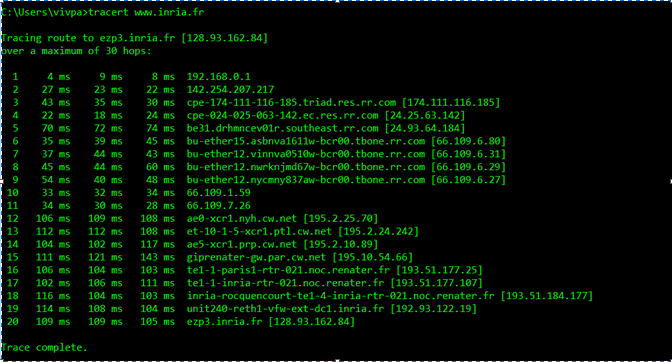 C:\Users\vivpa>tracert www.inria.fr
Tracing route to ezp3.inria.fr [128.93.162.84]
over a maximum of 30 hops:
1 4 ms 9 ms 8 ms 192.168.0.1
2 27 ms 23 ms 22 ms 142.254.207.217
3 43 ms 35 ms 30 ms cpe-174-111-116-185.triad.res.rr.com [174.111.116.185]
4 22 ms 18 ms 24 ms cpe-024-025-063-142.ec.res.rr.com [24.25.63.142]
5 70 ms 72 ms 74 ms be31.drhmncev01r.southeast.rr.com [24.93.64.184]
6 35 ms 39 ms 45 ms bu-ether15.asbnva1611w-bcr00.tbone.rr.com [66.109.6.80]
7 37 ms 44 ms 43 ms bu-ether12.vinnva0510w-bcr00.tbone.rr.com [66.109.6.31]
8 45 ms 44 ms 60 ms bu-ether12.nwrknjmd67w-bcr00.tbone.rr.com [66.109.6.29]
9 54 ms 40 ms 48 ms bu-ether12.nycmny837aw-bcr00.tbone.rr.com [66.109.6.27]
10 33 ms 32 ms 34 ms 66.109.1.59
11 34 ms 30 ms 28 ms 66.109.7.26
12 106 ms 109 ms 108 ms ae0-xcr1.nyh.cw.net [195.2.25.70]
13 112 ms 112 ms 108 ms et-10-1-5-xcr1.ptl.cw.net [195.2.24.242]
14 104 ms 102 ms 117 ms ae5-xcr1.prp.cw.net [195.2.10.89]
15 111 ms 121 ms 143 ms giprenater-gw.par.cw.net [195.10.54.66]
16 106 ms 104 ms 103 ms te1-1-paris1-rtr-021.noc.renater.fr [193.51.177.25]
17 102 ms 106 ms 111 ms te1-1-inria-rtr-021.noc.renater.fr [193.51.177.107]
18 116 ms 104 ms 103 ms inria-rocquencourt-te1-4-inria-rtr-021.noc.renater.fr [193.51.184.177]
19 114 ms 108 ms 104 ms unit240-reth1-vfw-ext-dc1.inria.fr [192.93.122.19]
20 109 ms 109 ms 105 ms ezp3.inria.fr [128.93.162.84]
Trace complete.